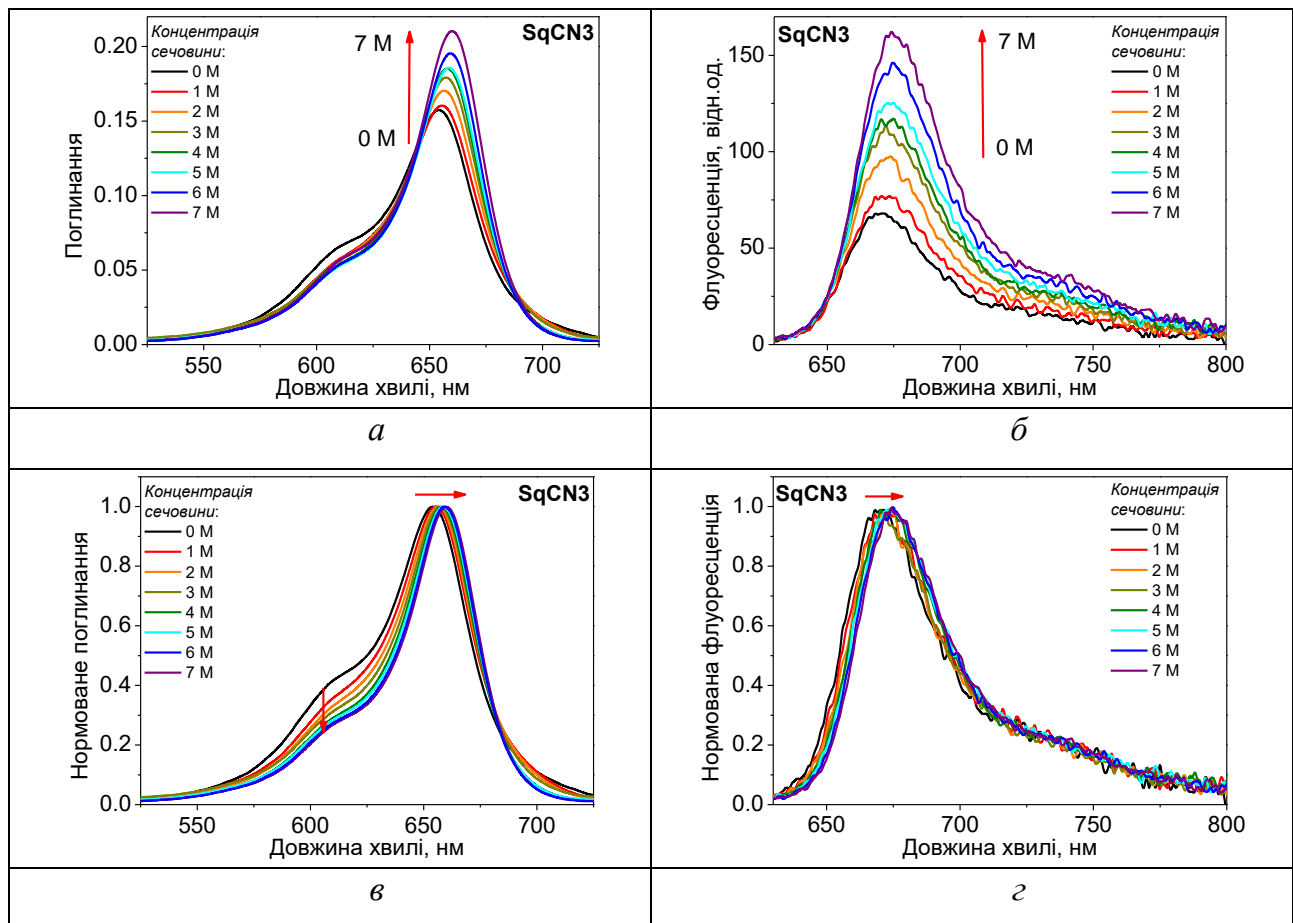 SqCN3
Концентрація
сечовини:
0 M
1 M
2 M
3 M
4 M
5 M
6 M
7 M
7 M
0 M
0.20
0.15
0.10
0.05
0.00
550 600 650 700
Поглинання
Довжина хвилі, нм
SqCN3
7 M
0 M
Концентрація
сечовини:
0 M
1 M
2 M
3 M
4 M
5 M
6 M
7 M
150
100
50
0
650 700 750 800
Флуоресценція, відн.од.
Довжина хвилі, нм
а
б
Концентрація
сечовини:
0 M
1 M
2 M
3 M
4 M
5 M
6 M
7 M
SqCN3
1.0
0.8
0.6
0.4
0.2
0.0
550 600 650 700
Нормоване поглинання
Довжина хвилі, нм
SqCN3
Концентрація
сечовини:
0 M
1 M
2 M
3 M
4 M
5 M
6 M
7 M
1.0
0.8
0.6
0.4
0.2
0.0
650 700 750 800
Нормована флуоресценція
Довжина хвилі, нм
в
г